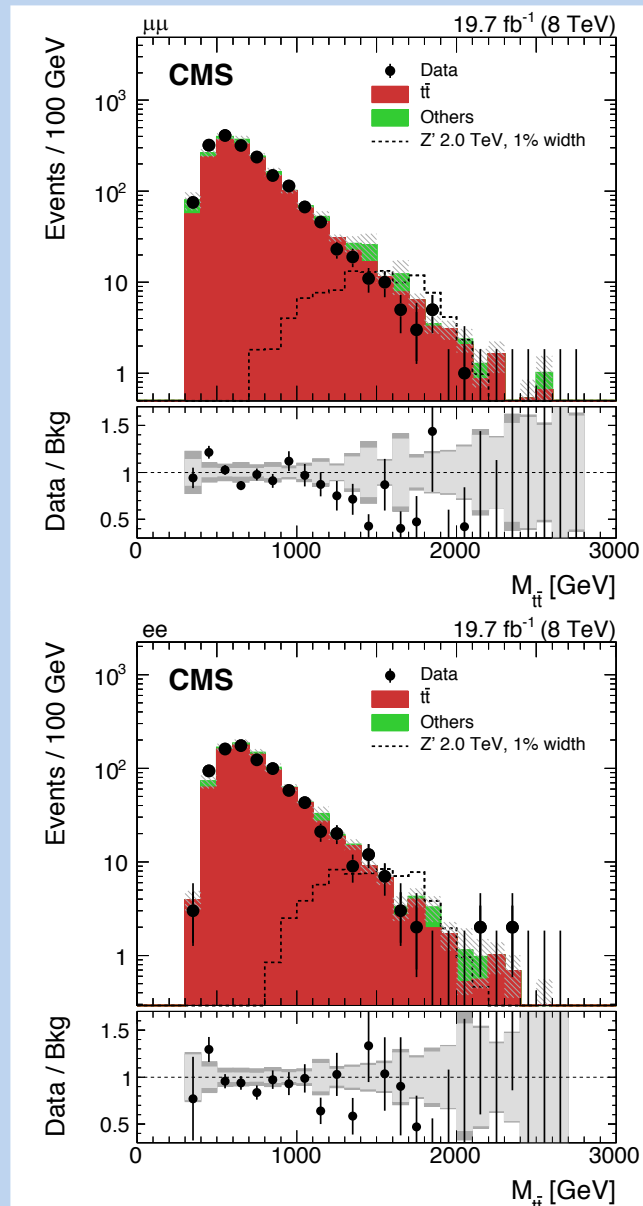 μμ 19.7 fb⁻¹ (8 TeV)
CMS
Data
tt̄
Others
Z' 2.0 TeV, 1% width
Events / 100 GeV
10³
10²
10
1
Data / Bkg
1.5
1
0.5
0 1000 2000 3000
M_tt̄ [GeV]
ee 19.7 fb⁻¹ (8 TeV)
CMS
Data
tt̄
Others
Z' 2.0 TeV, 1% width
Events / 100 GeV
10³
10²
10
1
Data / Bkg
1.5
1
0.5
0 1000 2000 3000
M_tt̄ [GeV]